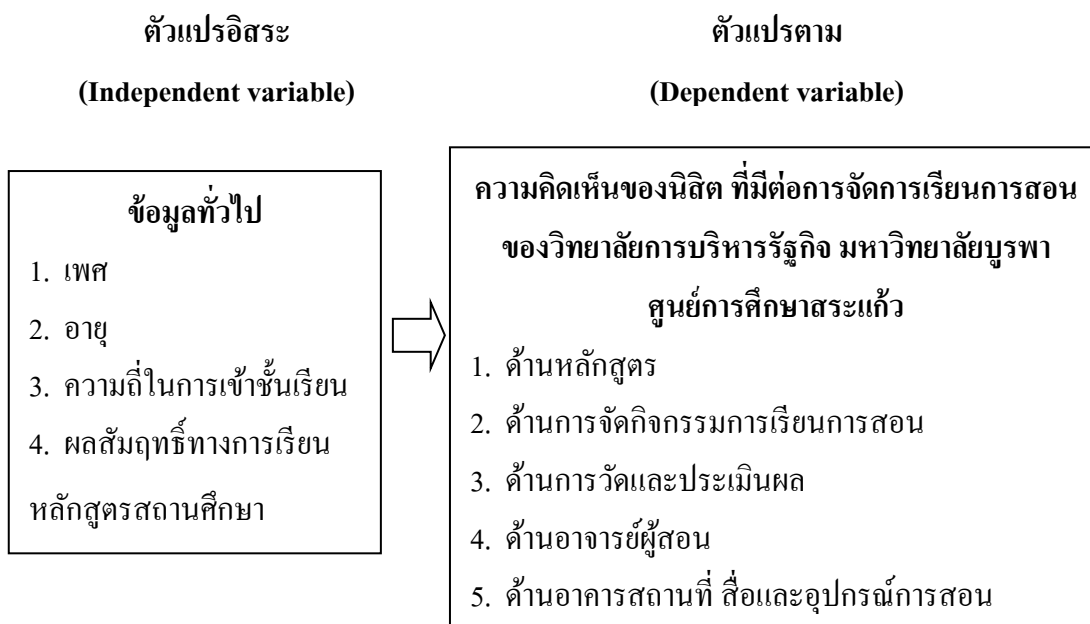 ตัวแปรอิสระ
(Independent variable)
ข้อมูลทั่วไป
1. เพศ
2. อายุ
3. ความถี่ในการเข้าชั้นเรียน
4. ผลสัมฤทธิ์ทางการเรียน
หลักสูตรสถานศึกษา
ตัวแปรตาม
(Dependent variable)
ความคิดเห็นของนิสิต ที่มีต่อการจัดการเรียนการสอน
ของวิทยาลัยการบริหารรัฐกิจ มหาวิทยาลัยบูรพา
ศูนย์การศึกษาสระแก้ว
1. ด้านหลักสูตร
2. ด้านการจัดกิจกรรมการเรียนการสอน
3. ด้านการวัดและประเมินผล
4. ด้านอาจารย์ผู้สอน
5. ด้านอาคารสถานที่ สื่อและอุปกรณ์การสอน